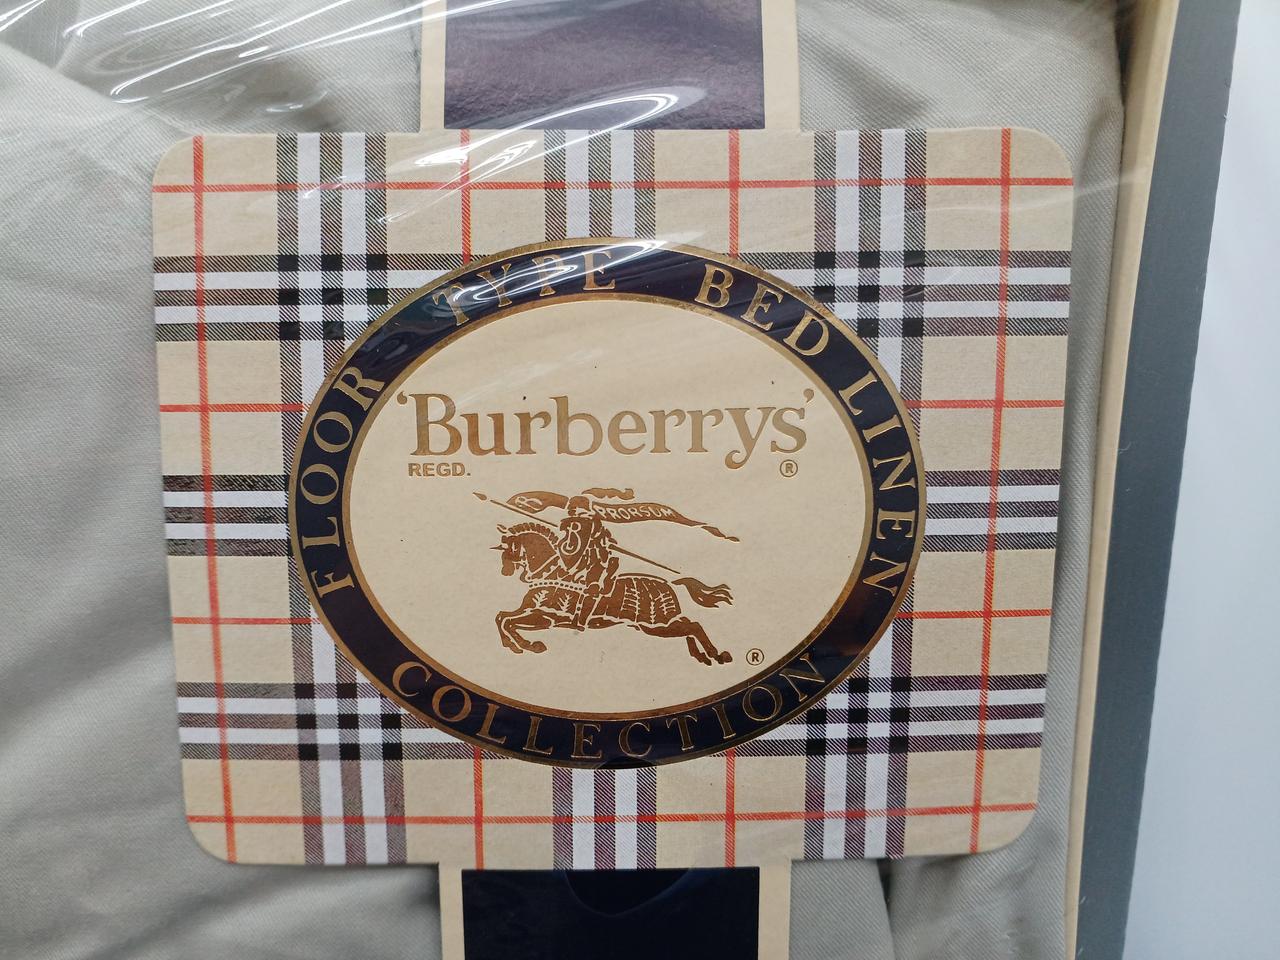 FLOOR TYPE BED LINEN
‘Burberrys’
REGD. ®
B PRORSUM
B
®
COLLECTION